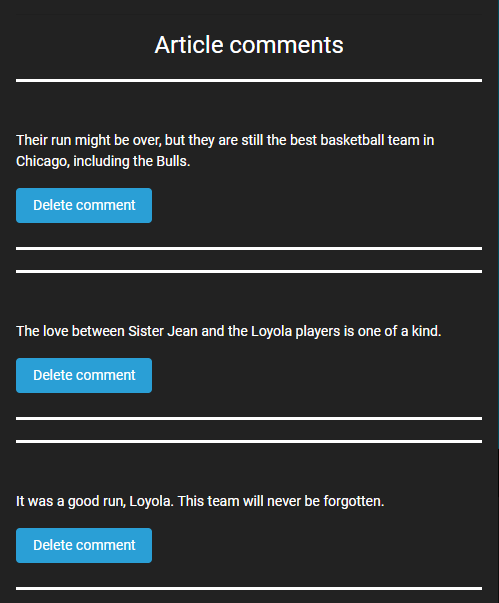 Article comments
Their run might be over, but they are still the best basketball team in
Chicago, including the Bulls.
Delete comment
The love between Sister Jean and the Loyola players is one of a kind.
Delete comment
It was a good run, Loyola. This team will never be forgotten.
Delete comment